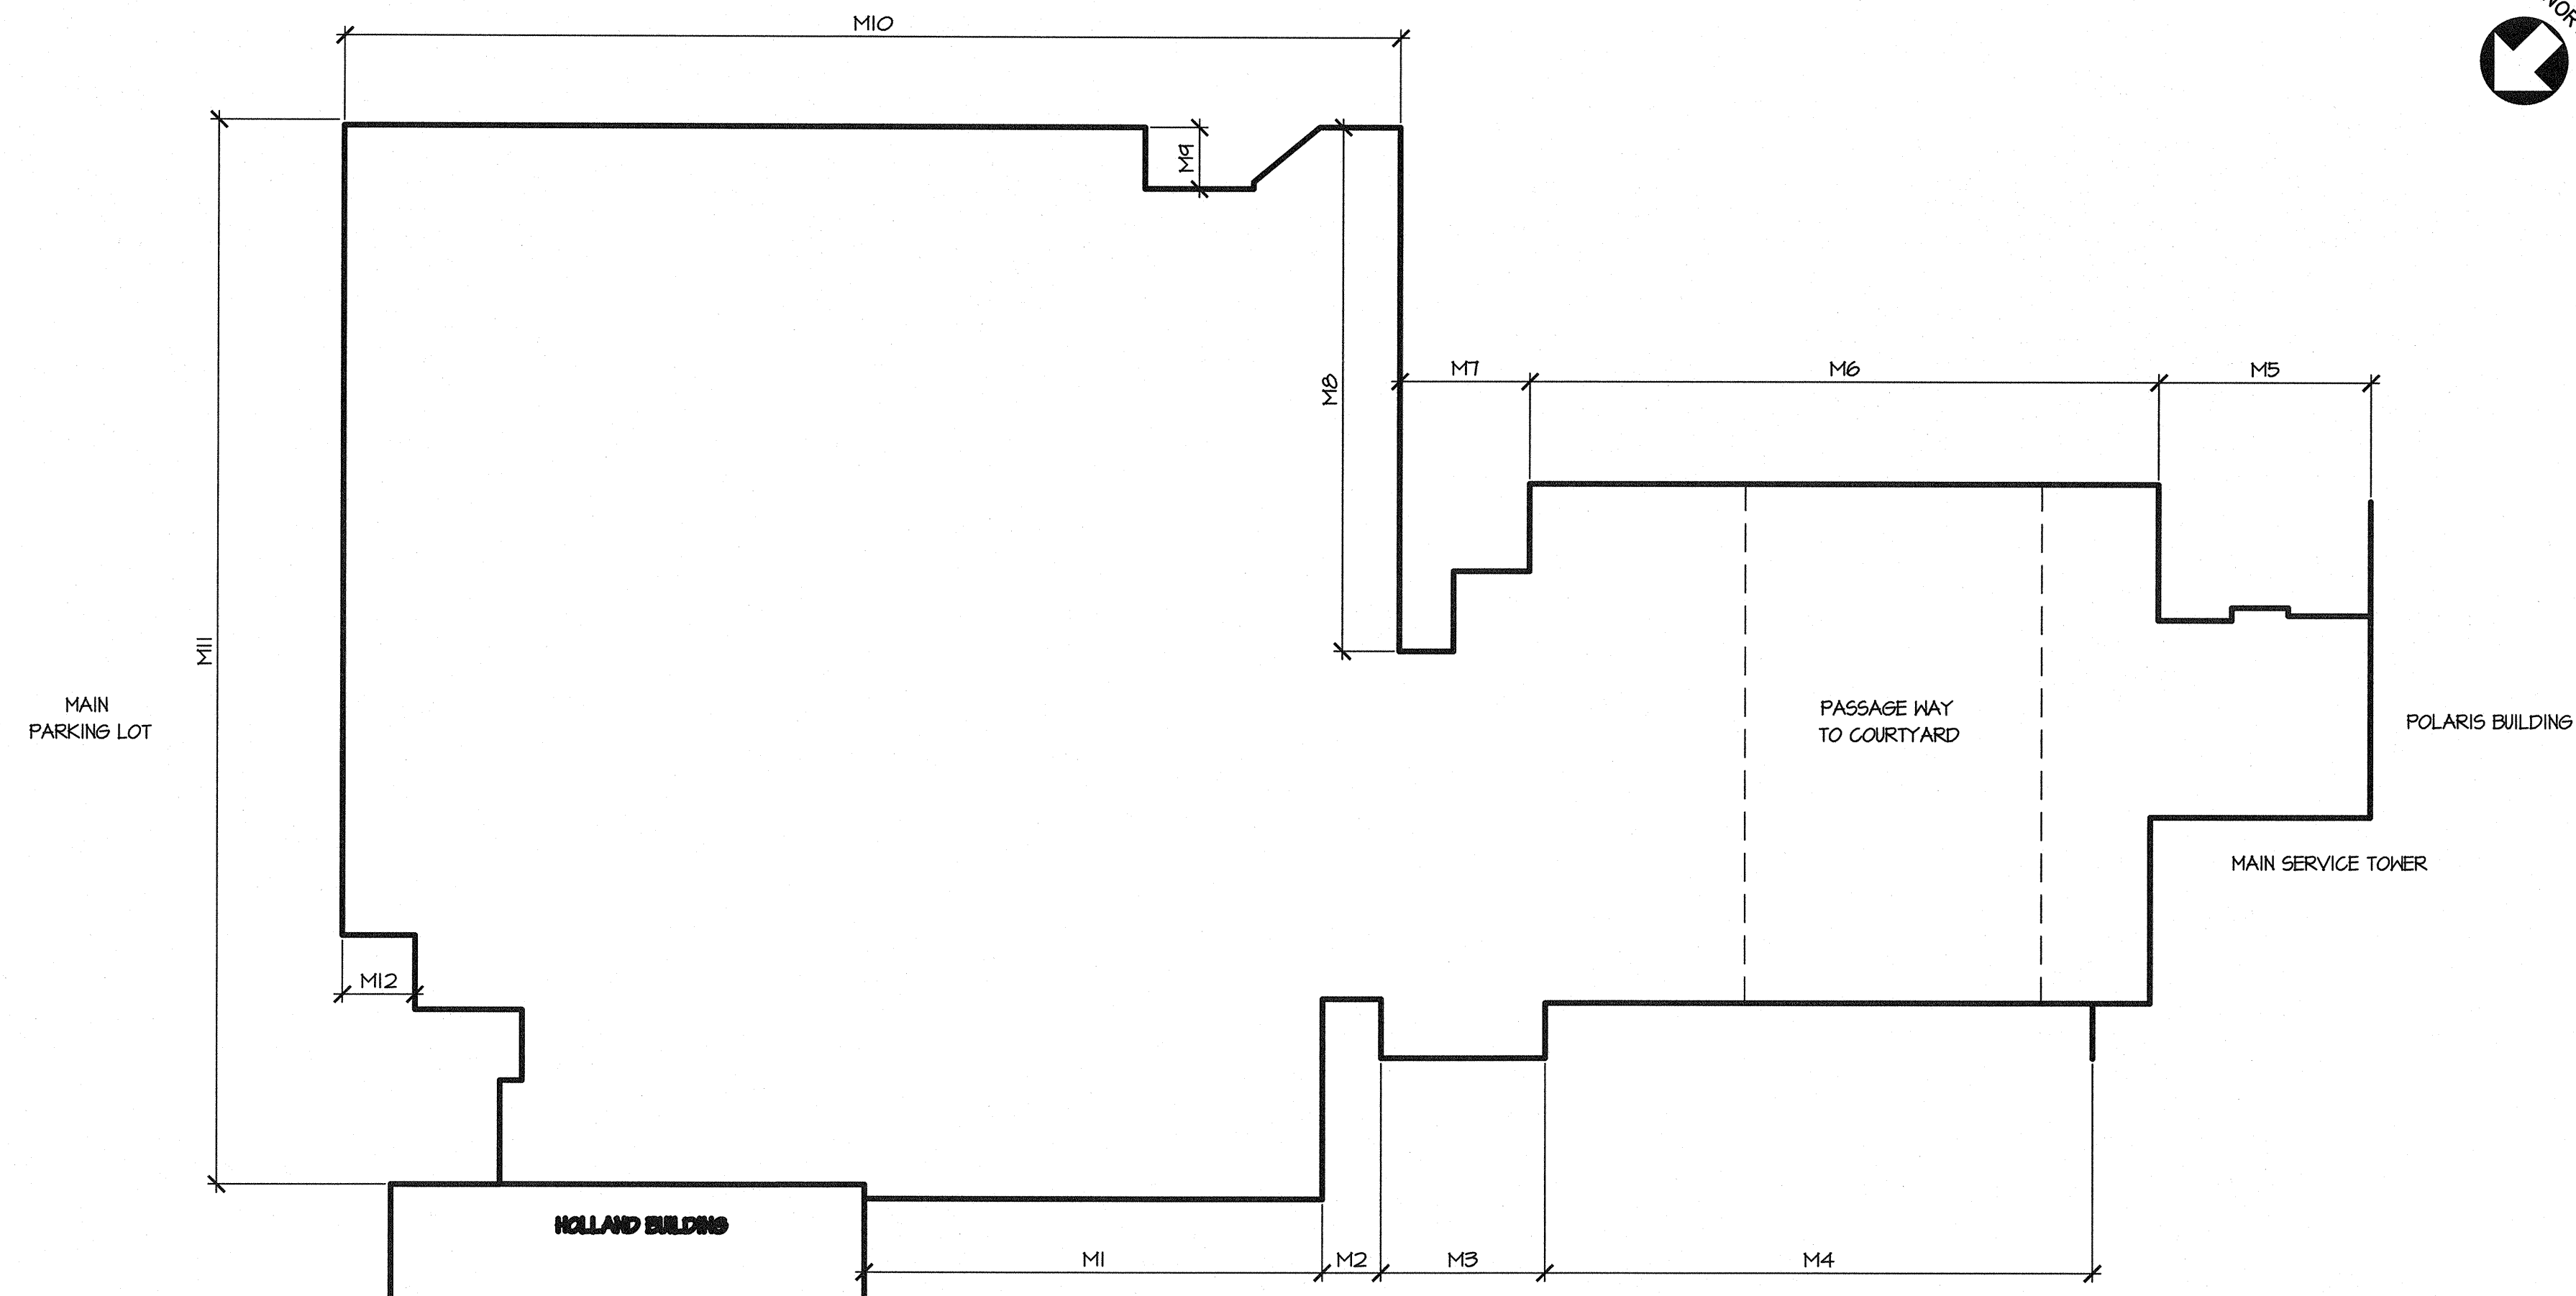 M10
M9
M8
M7
M6
M5
M11
MAIN
PARKING LOT
PASSAGE WAY
TO COURTYARD
POLARIS BUILDING
MAIN SERVICE TOWER
M12
HOLLAND BUILDING
M1
M2
M3
M4